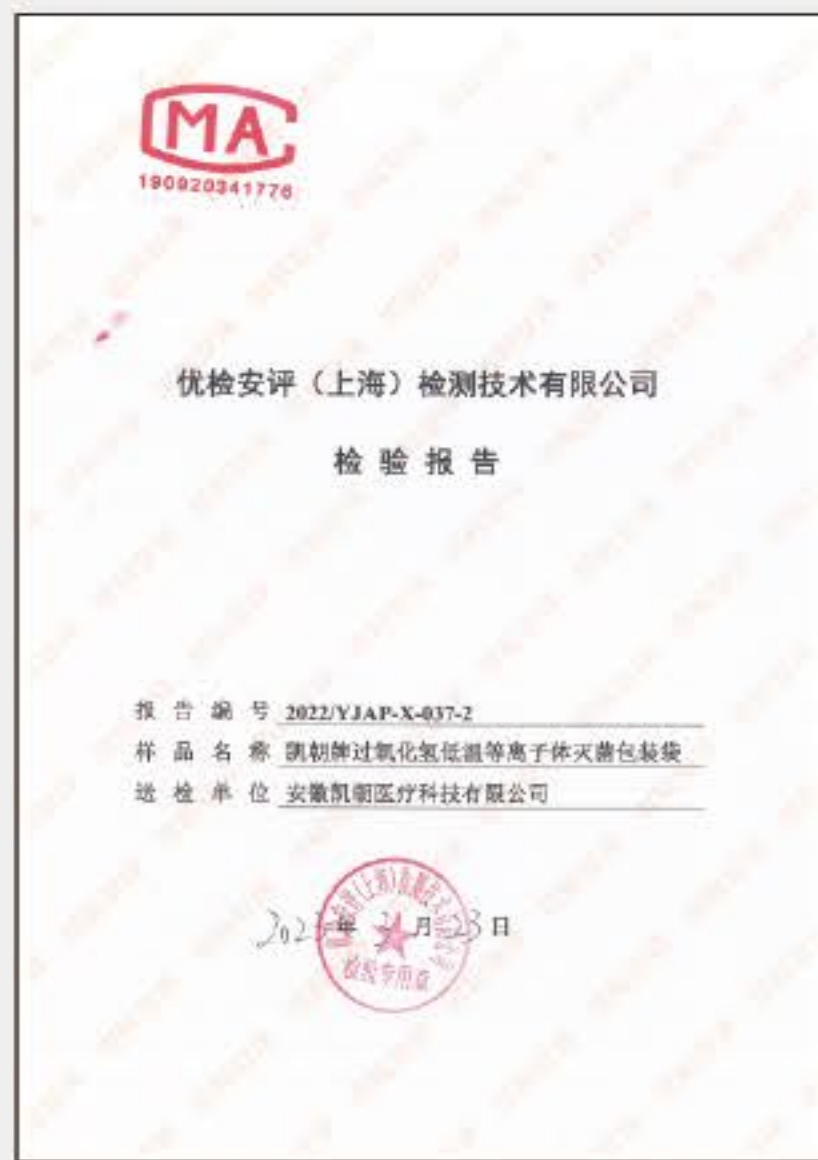 MA
190920341776
优检安评（上海）检测技术有限公司
检验报告
报告编号 2022/YJAP-X-037-2
样品名称 凯朝牌过氧化氢低温等离子体灭菌包装袋
送检单位 安徽凯朝医疗科技有限公司
年 月23日
检验专用章